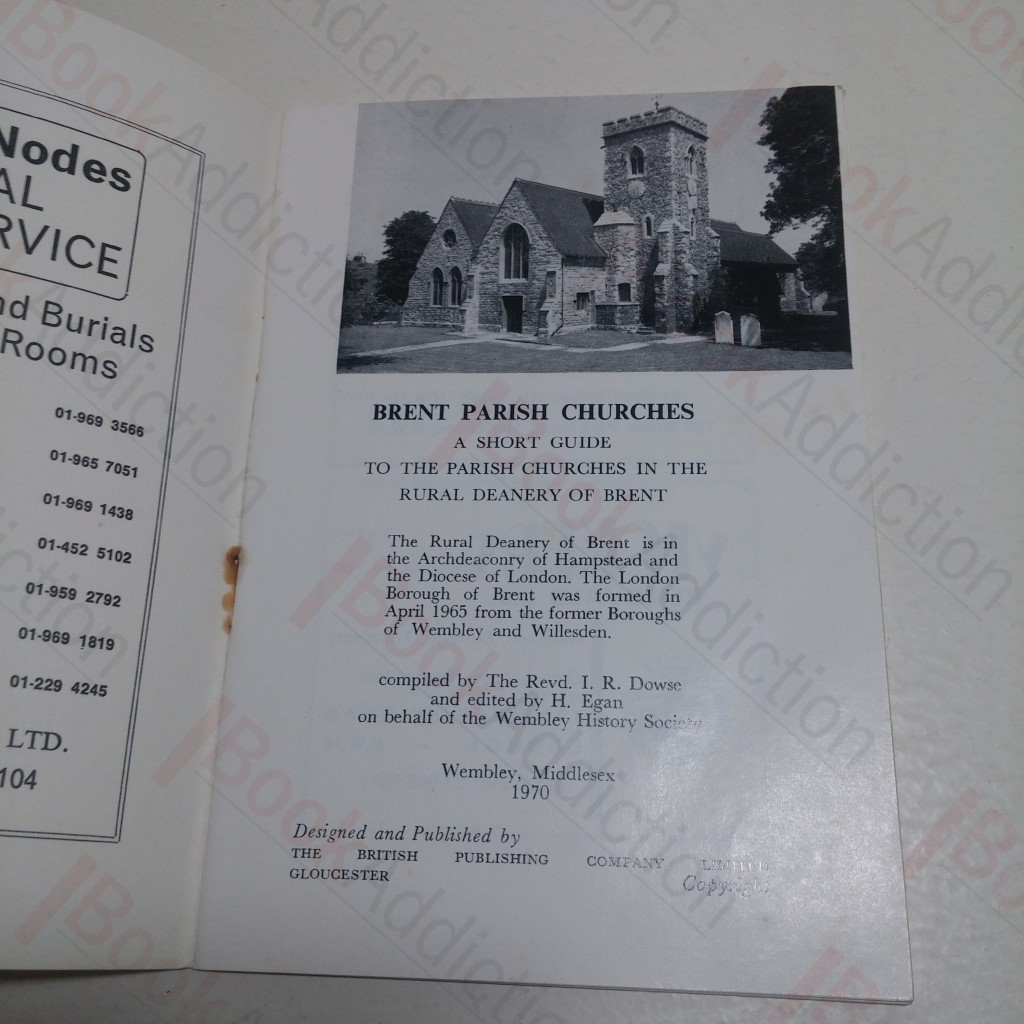 Nodes
AL
RVICE
nd Burials
Rooms
01-969 3566
01-965 7051
01-969 1438
01-452 5102
01-959 2792
01-969 1819
01-229 4245
LTD.
104
BRENT PARISH CHURCHES
A SHORT GUIDE
TO THE PARISH CHURCHES IN THE
RURAL DEANERY OF BRENT
The Rural Deanery of Brent is in
the Archdeaconry of Hampstead and
the Diocese of London. The London
Borough of Brent was formed in
April 1965 from the former Boroughs
of Wembley and Willesden.
compiled by The Revd. I. R. Dowse
and edited by H. Egan
on behalf of the Wembley History Society
Wembley, Middlesex
1970
Designed and Published by
THE BRITISH PUBLISHING COMPANY LIMITED
GLOUCESTER
Copyright
BookAddiction